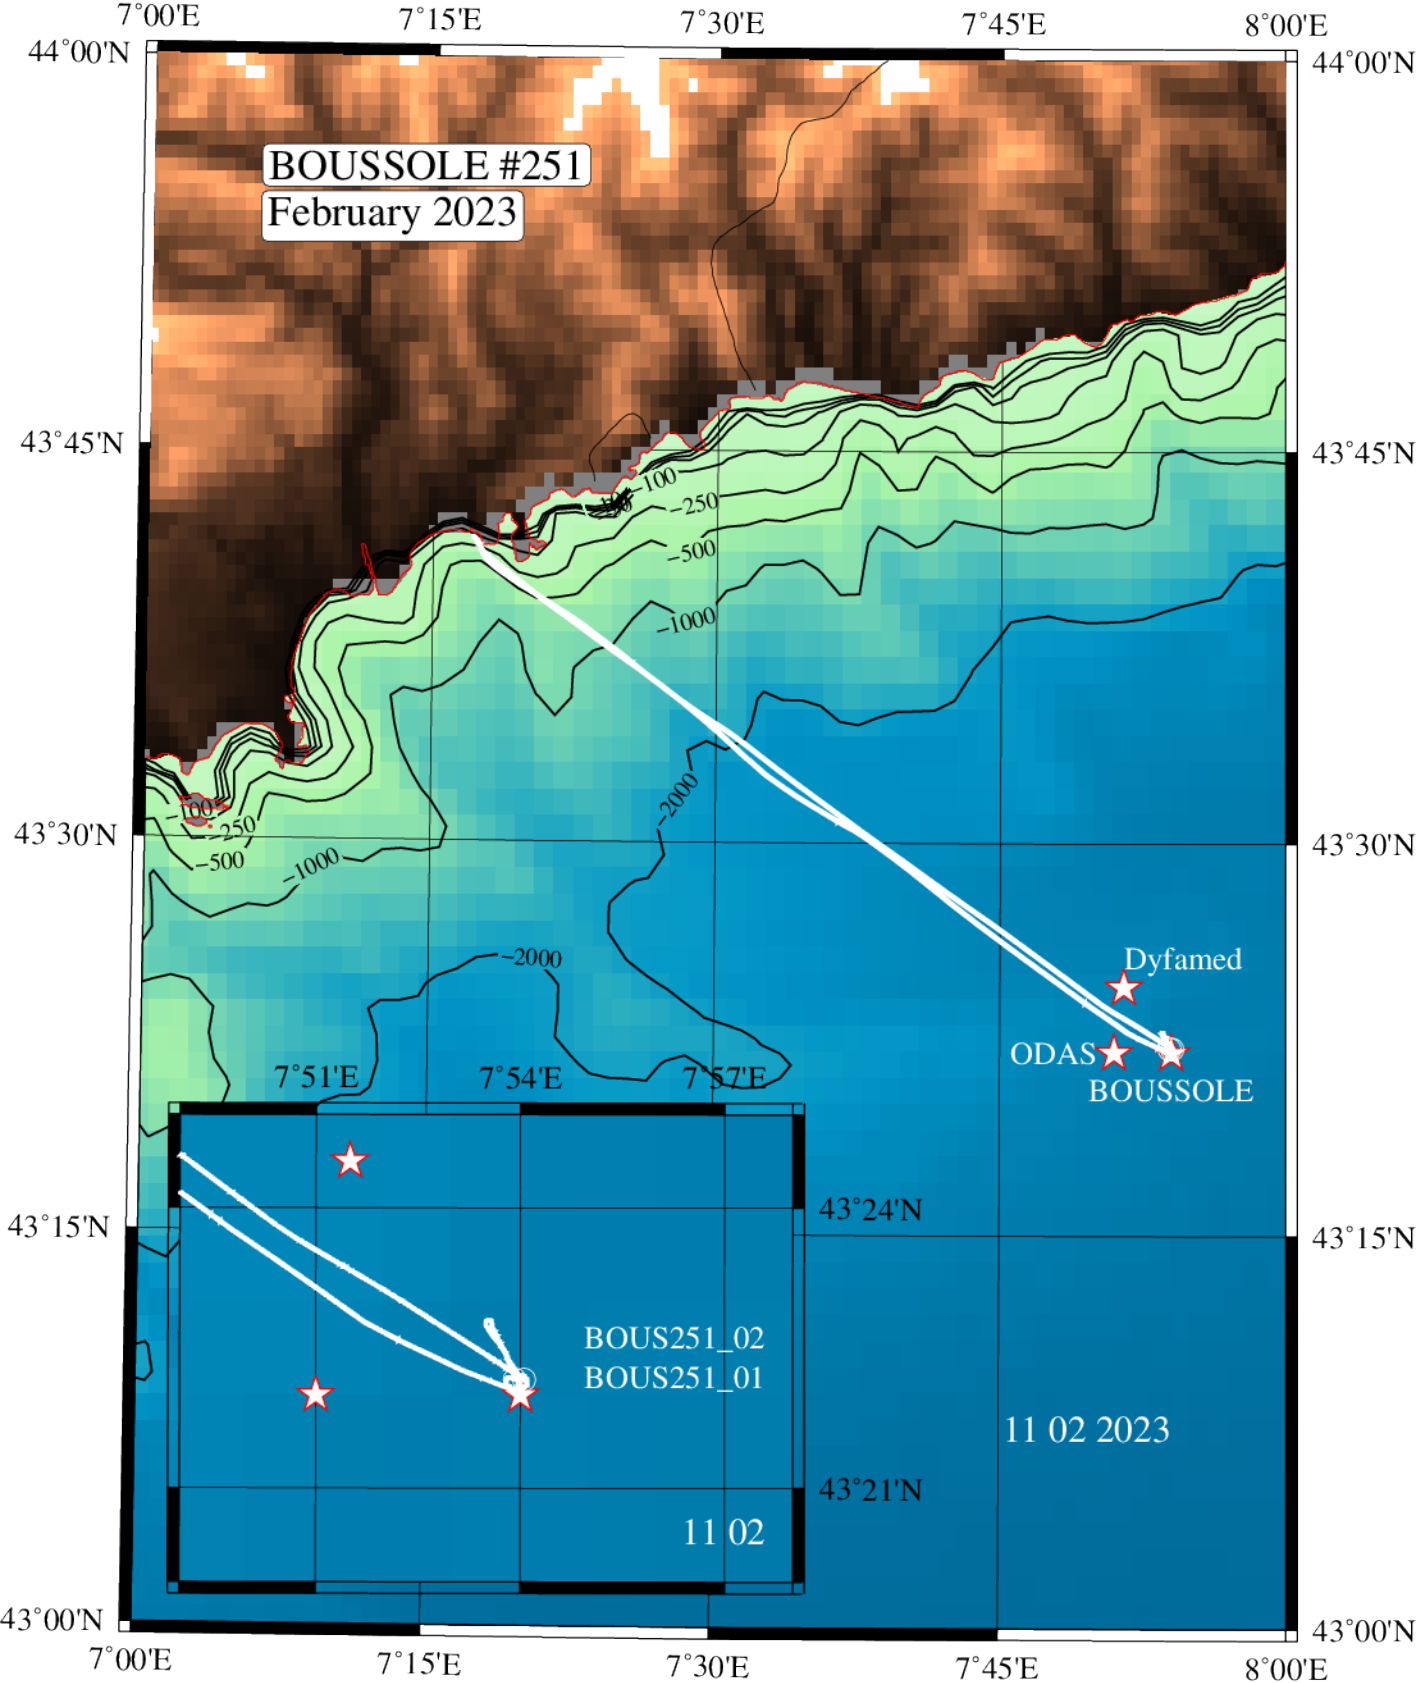 7°00'E 7°15'E 7°30'E 7°45'E 8°00'E
44°00'N 44°00'N
BOUSSOLE #251
February 2023
43°45'N 43°45'N
−100
−250
−500
−1000
−2000
−100
−250
−500
−1000
43°30'N 43°30'N
−2000
Dyfamed
ODAS
BOUSSOLE
7°51'E 7°54'E 7°57'E
43°24'N
43°15'N 43°15'N
BOUS251_02
BOUS251_01
11 02 2023
43°21'N
11 02
43°00'N 43°00'N
7°00'E 7°15'E 7°30'E 7°45'E 8°00'E